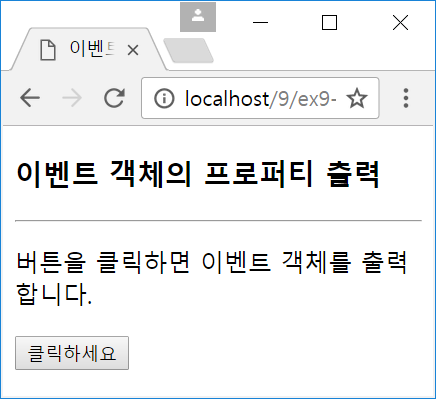 이벤트
localhost/9/ex9-
이벤트 객체의 프로퍼티 출력
버튼을 클릭하면 이벤트 객체를 출력
합니다.
클릭하세요